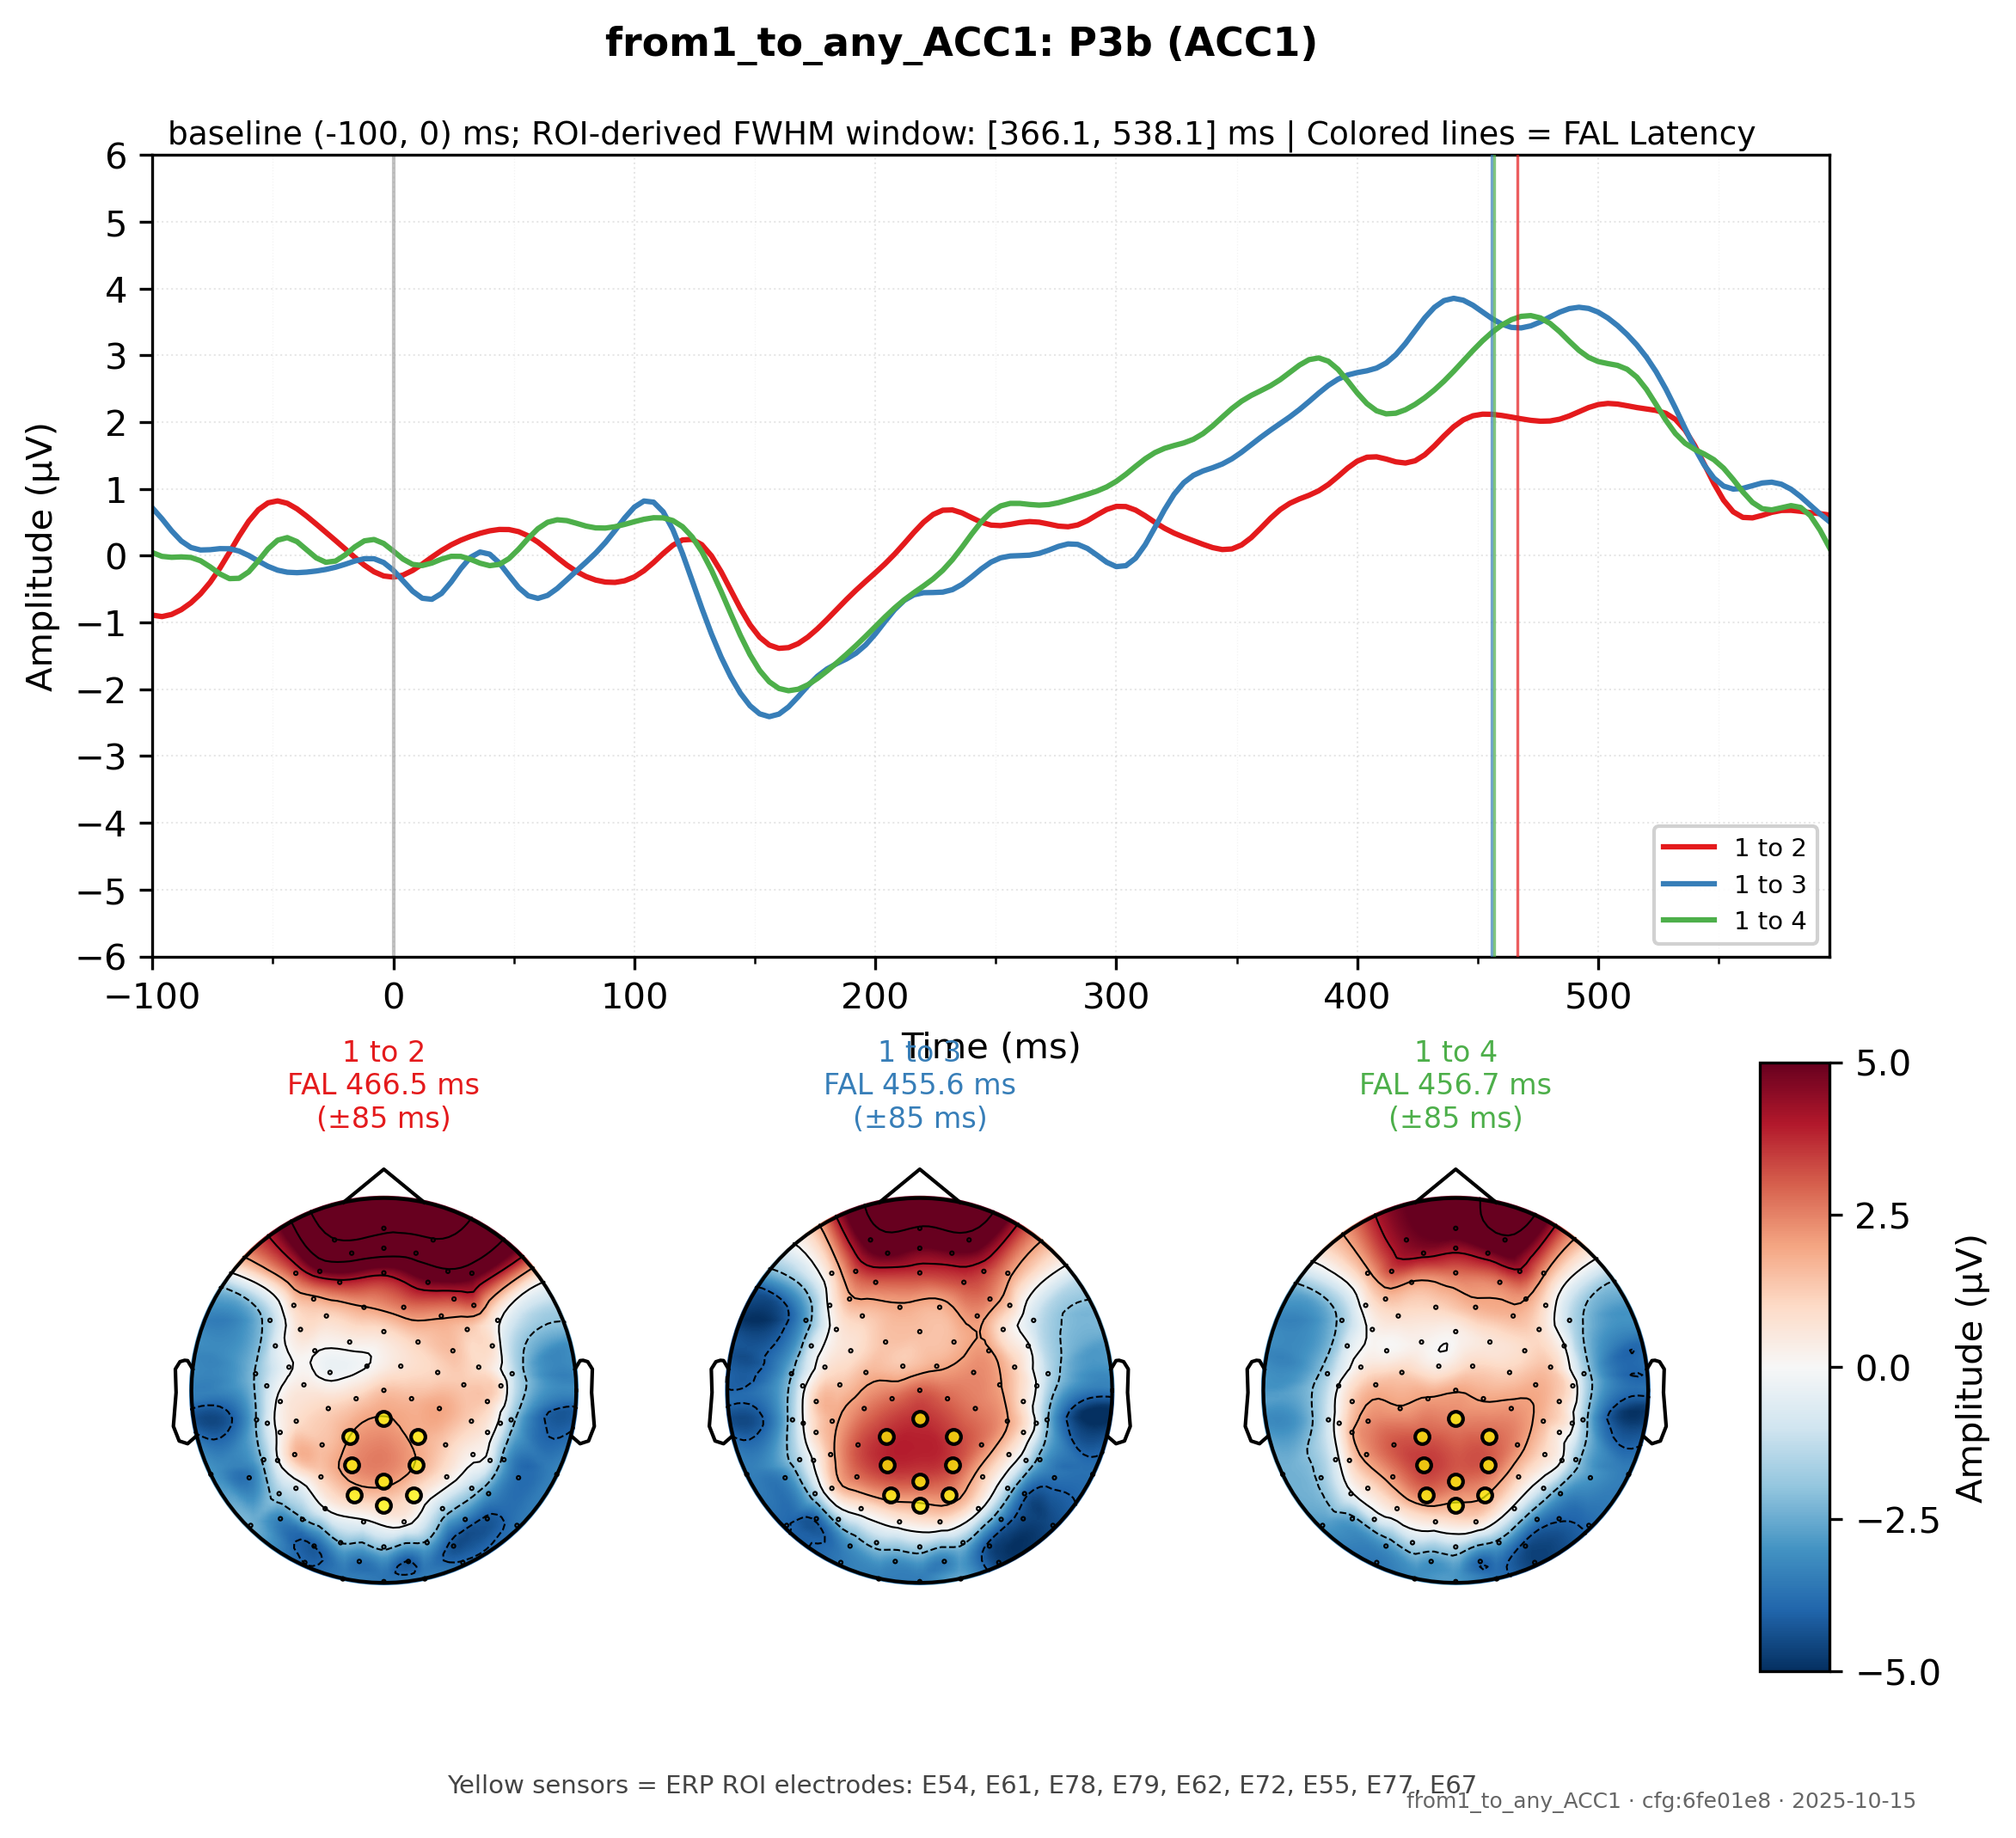 from1_to_any_ACC1: P3b (ACC1)
baseline (-100, 0) ms; ROI-derived FWHM window: [366.1, 538.1] ms | Colored lines = FAL Latency
6
5
4
3
2
1
0
−1
−2
−3
−4
−5
−6
Amplitude (µV)
1 to 2
1 to 3
1 to 4
−100 0 100 200 300 400 500
Time (ms)
1 to 2
FAL 466.5 ms
(±85 ms)
1 to 3
FAL 455.6 ms
(±85 ms)
1 to 4
FAL 456.7 ms
(±85 ms)
5.0
2.5
0.0
−2.5
−5.0
Amplitude (µV)
Yellow sensors = ERP ROI electrodes: E54, E61, E78, E79, E62, E72, E55, E77, E67
from1_to_any_ACC1 · cfg:6fe01e8 · 2025-10-15